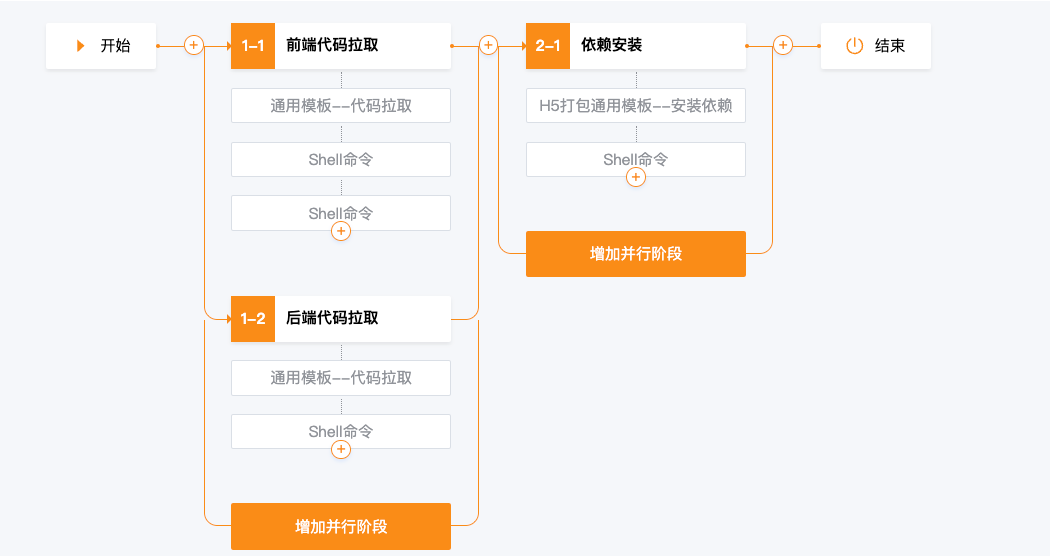 开始
1-1 前端代码拉取
通用模板--代码拉取
Shell命令
Shell命令
1-2 后端代码拉取
通用模板--代码拉取
Shell命令
增加并行阶段
2-1 依赖安装
H5打包通用模板--安装依赖
Shell命令
增加并行阶段
结束